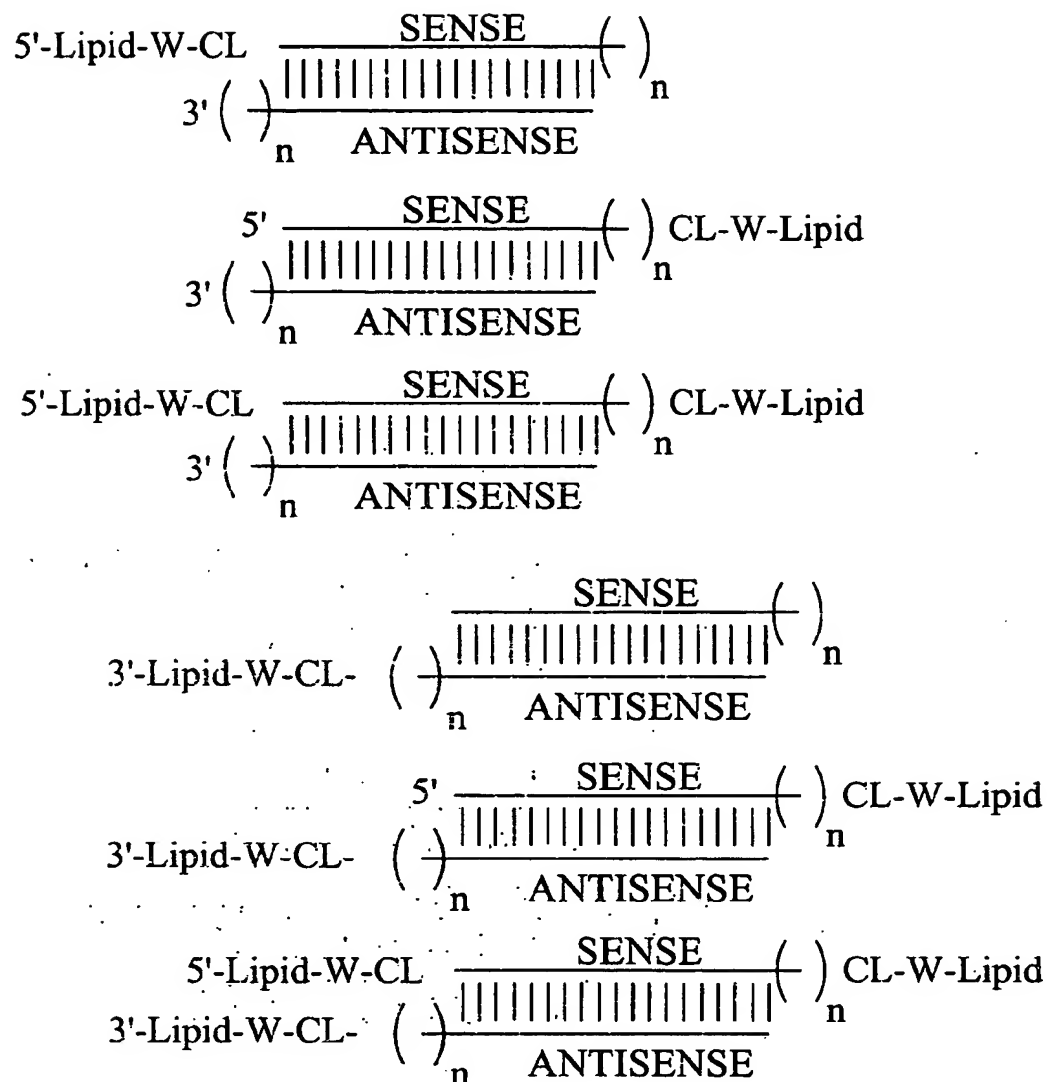 5'-Lipid-W-CL SENSE ( )n
3' ( )n ANTISENSE
5' SENSE ( )n CL-W-Lipid
3' ( )n ANTISENSE
5'-Lipid-W-CL SENSE ( )n CL-W-Lipid
3' ( )n ANTISENSE
SENSE ( )n
3'-Lipid-W-CL- ( )n ANTISENSE
5' SENSE ( )n CL-W-Lipid
3'-Lipid-W-CL- ( )n ANTISENSE
5'-Lipid-W-CL SENSE ( )n CL-W-Lipid
3'-Lipid-W-CL- ( )n ANTISENSE